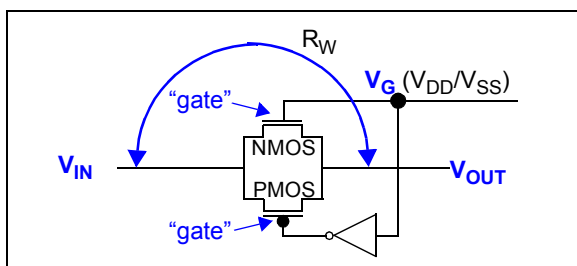 R_W
V_G (V_DD/V_SS)
“gate”
NMOS
V_IN
V_OUT
PMOS
“gate”